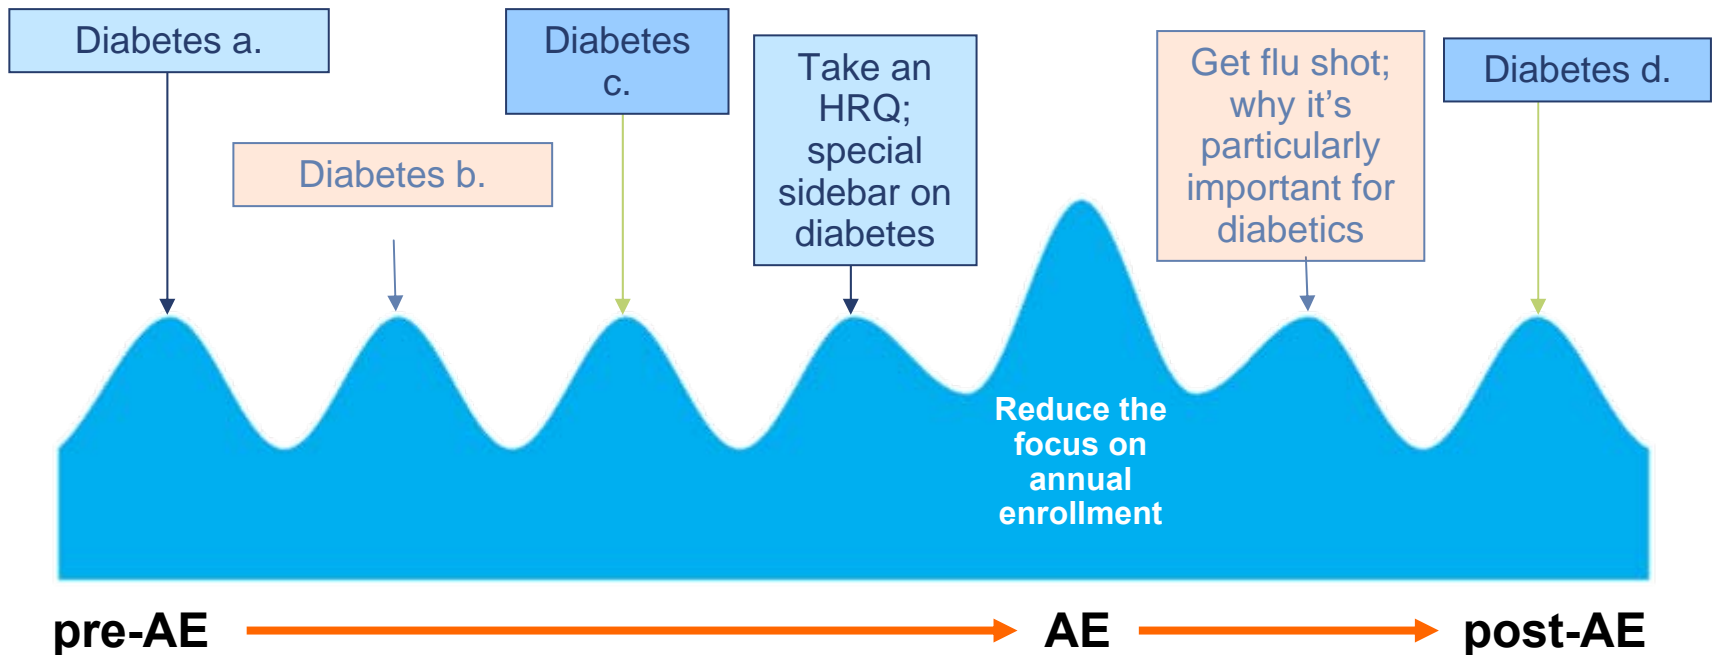 Diabetes a.
Diabetes b.
Diabetes
c.
Take an
HRQ;
special
sidebar on
diabetes
Get flu shot;
why it’s
particularly
important for
diabetics
Diabetes d.
Reduce the
focus on
annual
enrollment
pre-AE
AE
post-AE